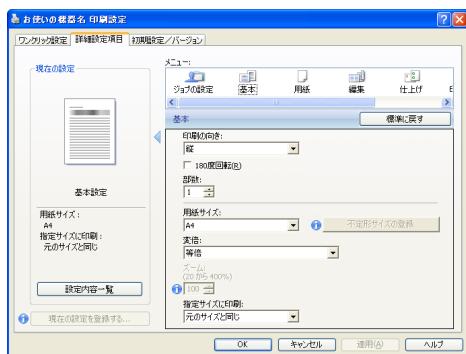 お使いの機器名 印刷設定
ワンクリック設定 詳細設定項目 初期設定/バージョン
現在の設定
基本設定
用紙サイズ :
A4
指定サイズに印刷 :
元のサイズと同じ
設定内容一覧
現在の設定を登録する...
メニュー:
ジョブの設定 基本 用紙 編集 仕上げ
基本
標準に戻す
印刷の向き:
縦
180度回転(R)
部数:
1
用紙サイズ:
A4
不定形サイズの登録
変倍:
等倍
ズーム:
(20 から 400%)
100
指定サイズに印刷:
元のサイズと同じ
OK キャンセル 適用(A) ヘルプ